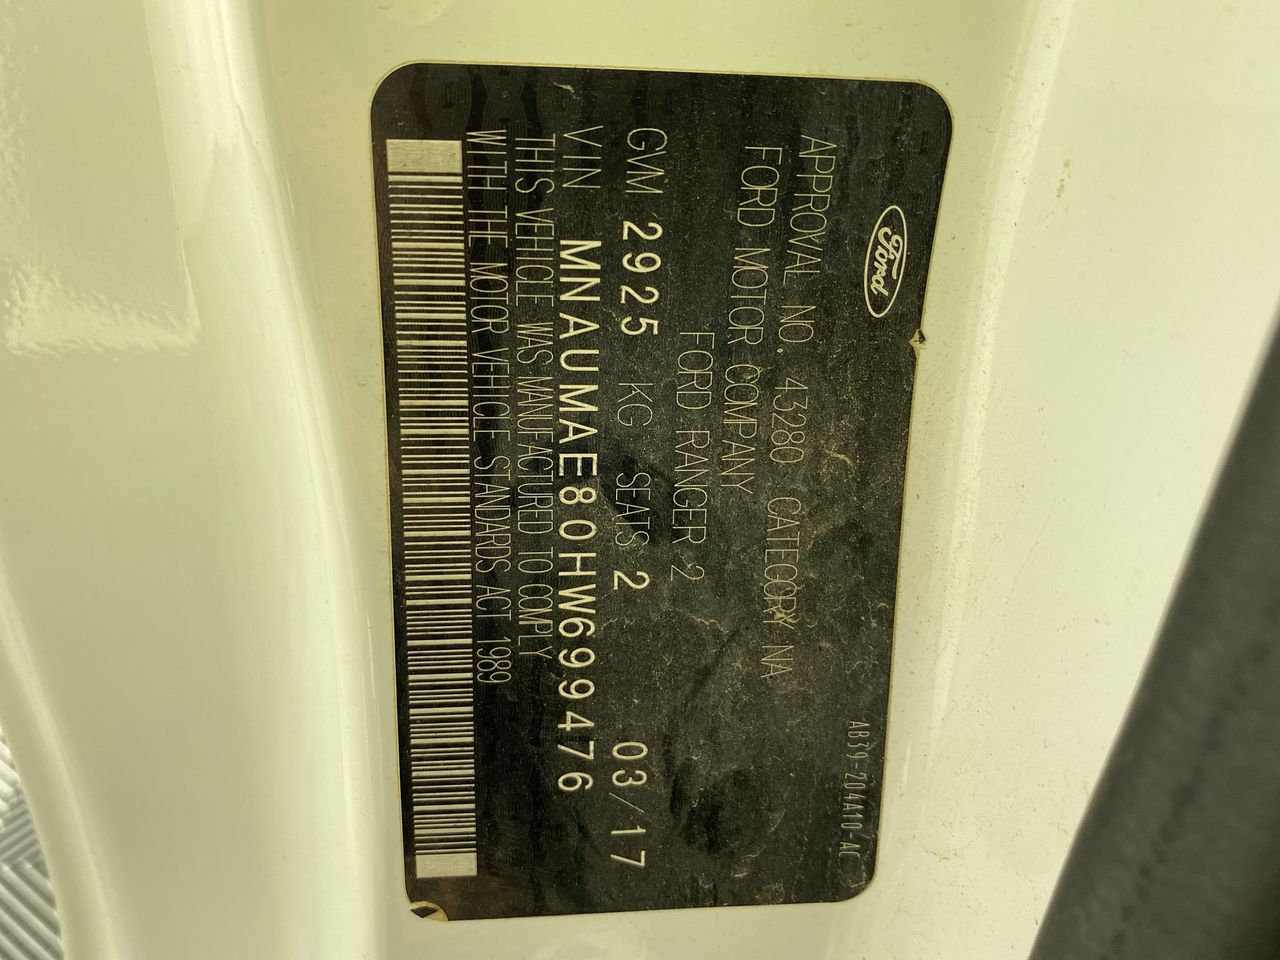 Ford
AB39-204A10-AC
APPROVAL NO. 43280 CATEGORY NA
FORD MOTOR COMPANY
FORD RANGER 2
GVM 2925 KG SEATS 2 03/17
VIN MNAUMAE80HW699476
THIS VEHICLE WAS MANUFACTURED TO COMPLY
WITH THE MOTOR VEHICLE STANDARDS ACT 1989